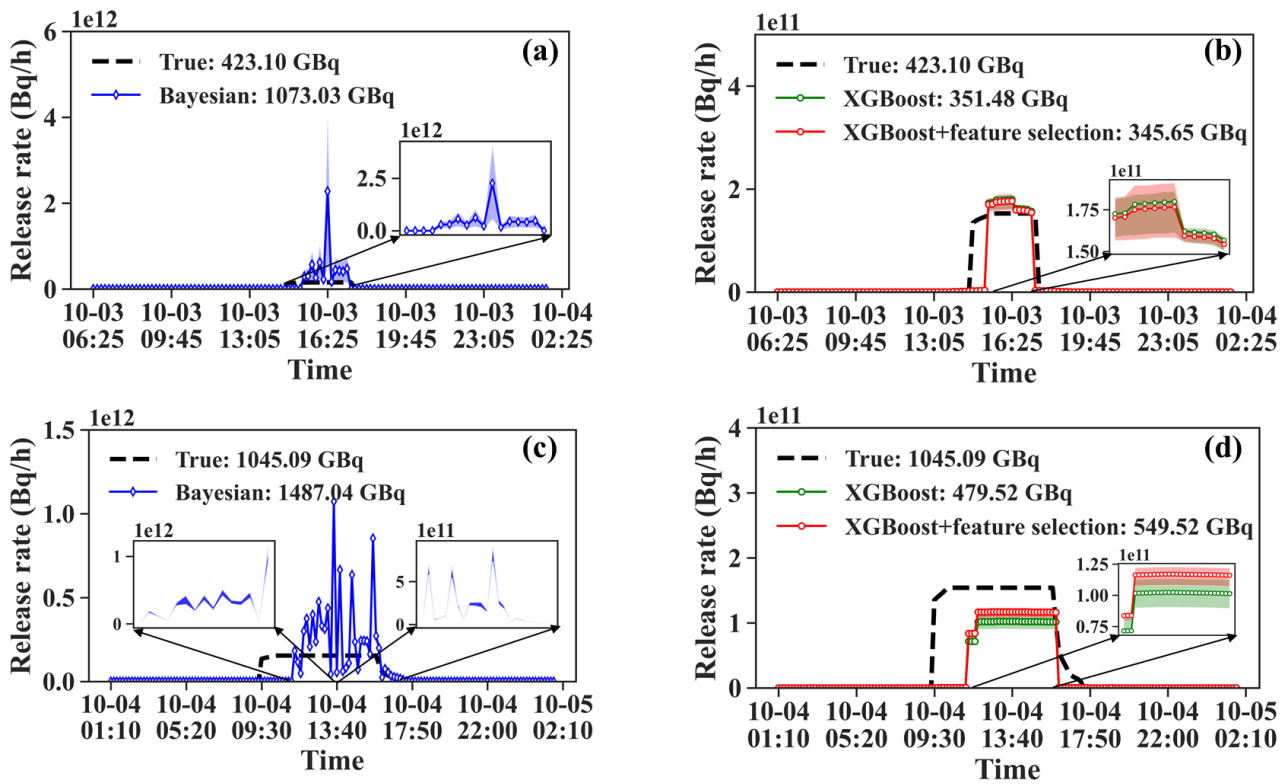 1e12
(a)
6
4
2
0
Release rate (Bq/h)
True: 423.10 GBq
Bayesian: 1073.03 GBq
1e12
2.5
0.0
10-03 10-03 10-03 10-03 10-03 10-03 10-04
06:25 09:45 13:05 16:25 19:45 23:05 02:25
Time
1e11
(b)
4
2
0
Release rate (Bq/h)
True: 423.10 GBq
XGBoost: 351.48 GBq
XGBoost+feature selection: 345.65 GBq
1e11
1.75
1.50
10-03 10-03 10-03 10-03 10-03 10-03 10-04
06:25 09:45 13:05 16:25 19:45 23:05 02:25
Time
1e12
(c)
1.5
1.0
0.5
0.0
Release rate (Bq/h)
True: 1045.09 GBq
Bayesian: 1487.04 GBq
1e12
1
0
1e11
5
0
10-04 10-04 10-04 10-04 10-04 10-04 10-05
01:10 05:20 09:30 13:40 17:50 22:00 02:10
Time
1e11
(d)
4
3
2
1
0
Release rate (Bq/h)
True: 1045.09 GBq
XGBoost: 479.52 GBq
XGBoost+feature selection: 549.52 GBq
1e11
1.25
1.00
0.75
10-04 10-04 10-04 10-04 10-04 10-04 10-05
01:10 05:20 09:30 13:40 17:50 22:00 02:10
Time